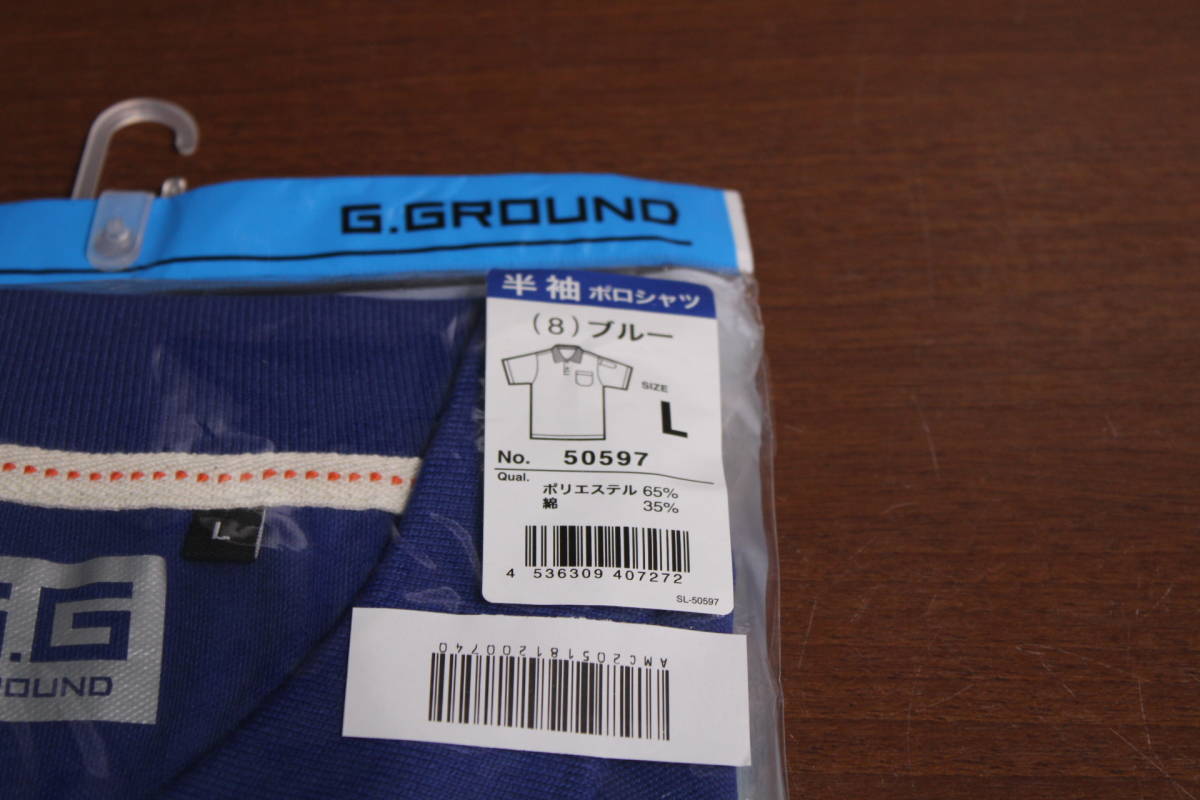 G.GROUND
半袖 ポロシャツ
(8)ブルー
SIZE
L
No. 50597
Qual.
ポリエステル 65%
綿 35%
4 536309 407272
SL-50597
AMC2051812007 40
L
.G
ROUND